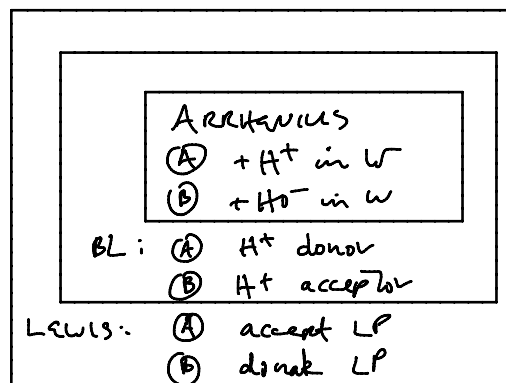 ARRHENIUS
Ⓐ + H⁺ in W
Ⓑ + HO⁻ in W
BL: Ⓐ H⁺ donor
Ⓑ H⁺ acceptor
LEWIS: Ⓐ accept LP
Ⓑ donate LP